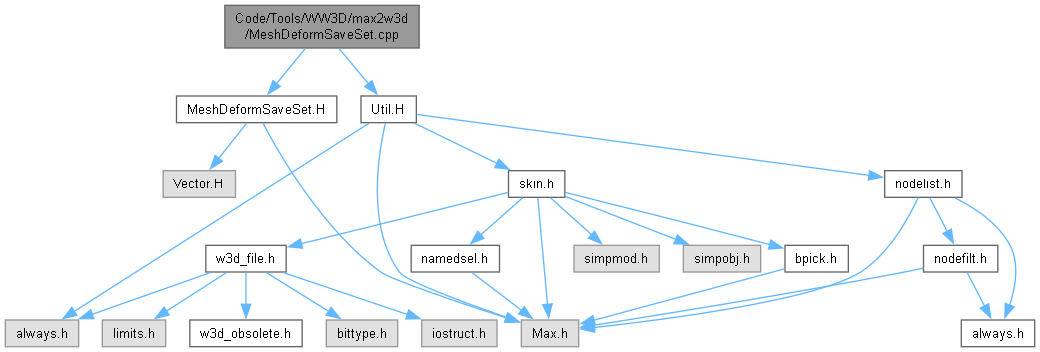 Code/Tools/WW3D/max2w3d
/MeshDeformSaveSet.cpp
MeshDeformSaveSet.H
Util.H
Vector.H
skin.h
nodelist.h
w3d_file.h
namedsel.h
simpmod.h
simpobj.h
bpick.h
nodefilt.h
always.h
limits.h
w3d_obsolete.h
bittype.h
iostruct.h
Max.h
always.h